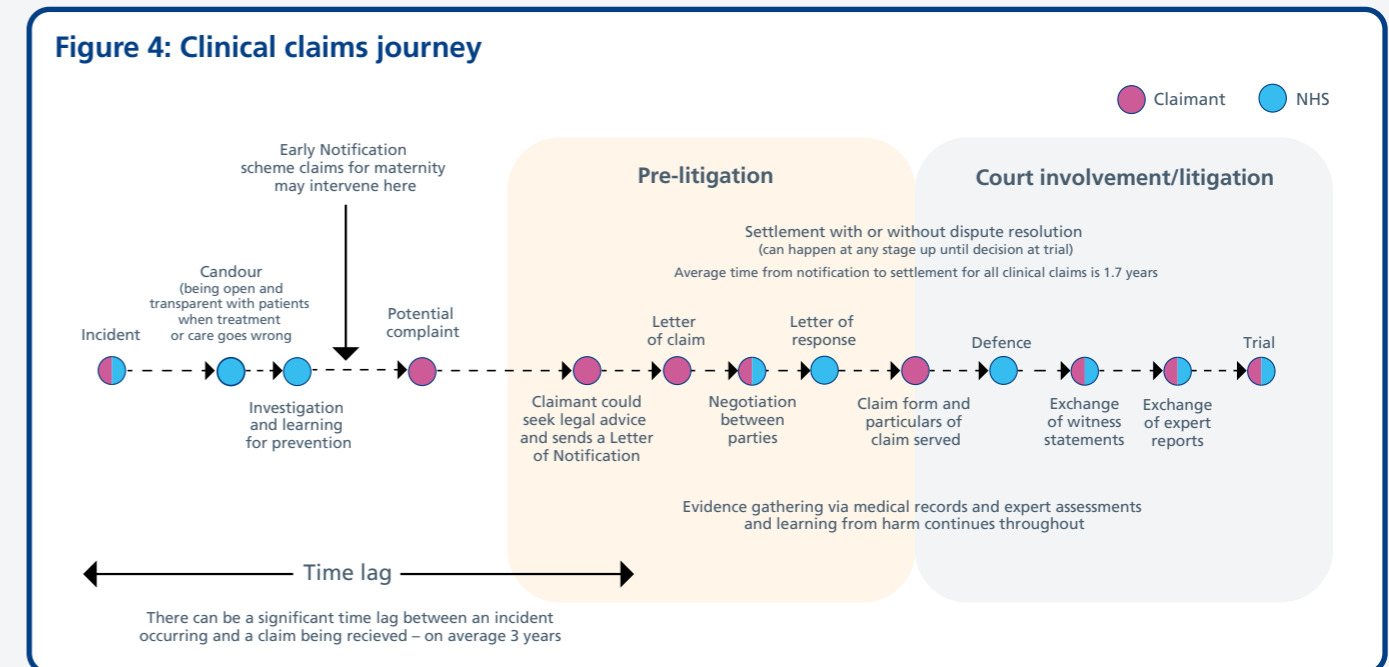 Figure 4: Clinical claims journey
Claimant
NHS
Early Notification
scheme claims for maternity
may intervene here
Pre-litigation
Court involvement/litigation
Settlement with or without dispute resolution
(can happen at any stage up until decision at trial)
Average time from notification to settlement for all clinical claims is 1.7 years
Incident
Candour
(being open and
transparent with patients
when treatment
or care goes wrong
Investigation
and learning
for prevention
Potential
complaint
Claimant could
seek legal advice
and sends a Letter
of Notification
Letter
of claim
Negotiation
between
parties
Letter of
response
Claim form and
particulars of
claim served
Defence
Exchange
of witness
statements
Exchange
of expert
reports
Trial
Evidence gathering via medical records and expert assessments
and learning from harm continues throughout
Time lag
There can be a significant time lag between an incident
occurring and a claim being recieved – on average 3 years